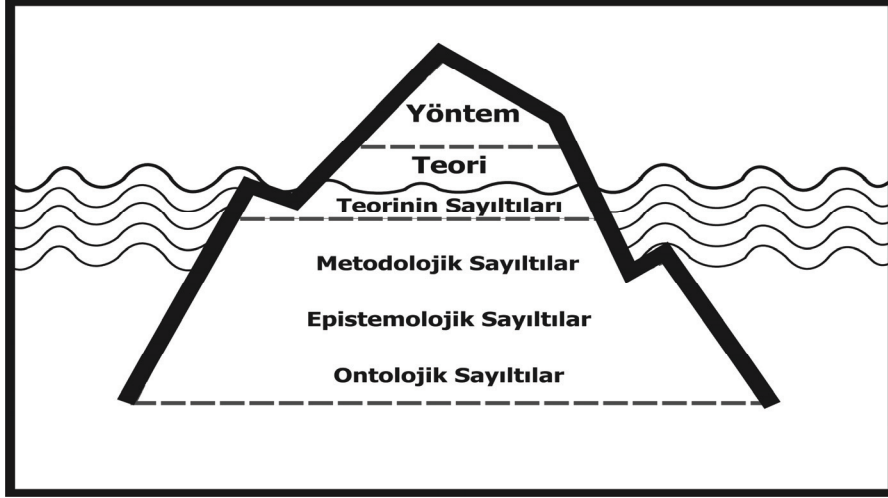 Yöntem
Teori
Teorinin Sayıltıları
Metodolojik Sayıltılar
Epistemolojik Sayıltılar
Ontolojik Sayıltılar